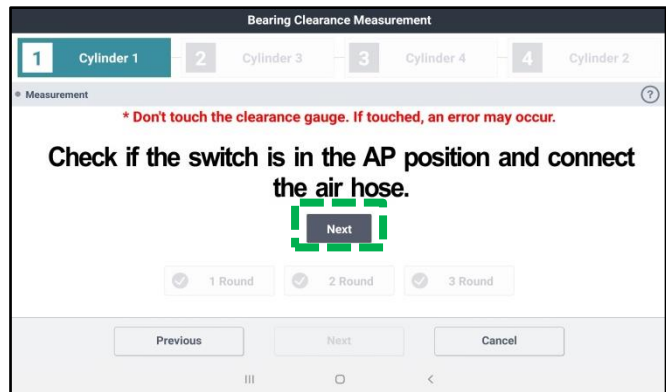 Bearing Clearance Measurement
1 Cylinder 1 2 Cylinder 3 3 Cylinder 4 4 Cylinder 2
Measurement ?
* Don't touch the clearance gauge. If touched, an error may occur.
Check if the switch is in the AP position and connect
the air hose.
Next
1 Round 2 Round 3 Round
Previous Next Cancel